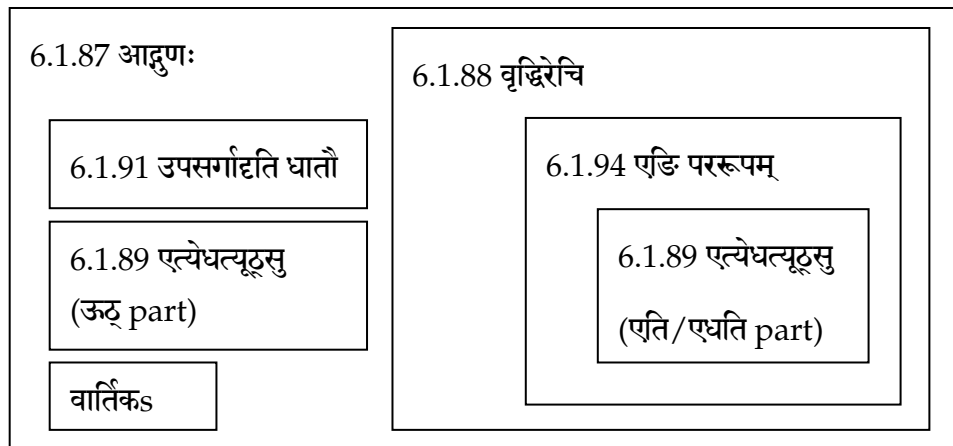 6.1.87 आद्गुणः
6.1.88 वृद्धिरेचि
6.1.91 उपसर्गादृति धातौ
6.1.94 एङि पररूपम्
6.1.89 एत्येधत्यूठ्सु
(ऊठ् part)
6.1.89 एत्येधत्यूठ्सु
(एति/एधति part)
वार्तिकs